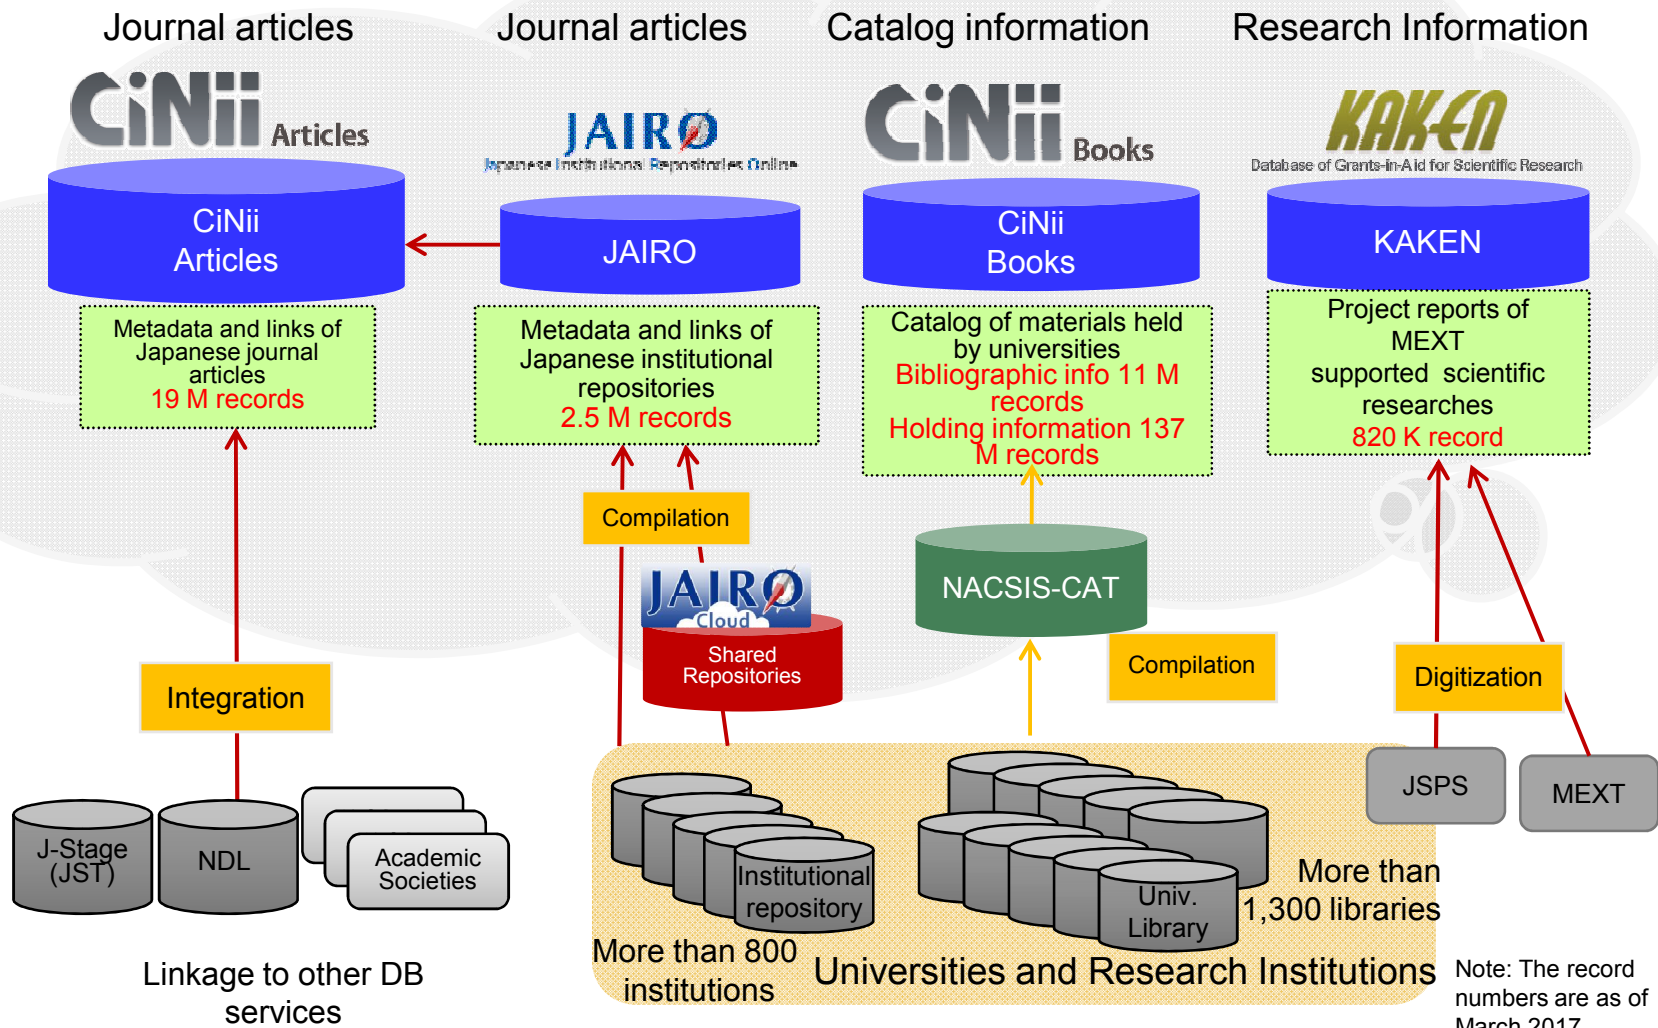 Journal articles
Journal articles
Catalog information
Research Information
CiNii Articles
JAIRO
Japanese Institutional Repositories Online
CiNii Books
KAKEN
Database of Grants-in-Aid for Scientific Research
CiNii
Articles
JAIRO
CiNii
Books
KAKEN
Metadata and links of
Japanese journal
articles
19 M records
Metadata and links of
Japanese institutional
repositories
2.5 M records
Catalog of materials held
by universities
Bibliographic info 11 M
records
Holding information 137
M records
Project reports of
MEXT
supported scientific
researches
820 K record
Compilation
JAIRO
Cloud
Shared
Repositories
NACSIS-CAT
Compilation
Integration
Digitization
J-Stage
(JST)
NDL
Academic
Societies
Institutional
repository
Univ.
Library
JSPS
MEXT
More than
1,300 libraries
More than 800
institutions
Universities and Research Institutions
Linkage to other DB
services
Note: The record
numbers are as of
March 2017